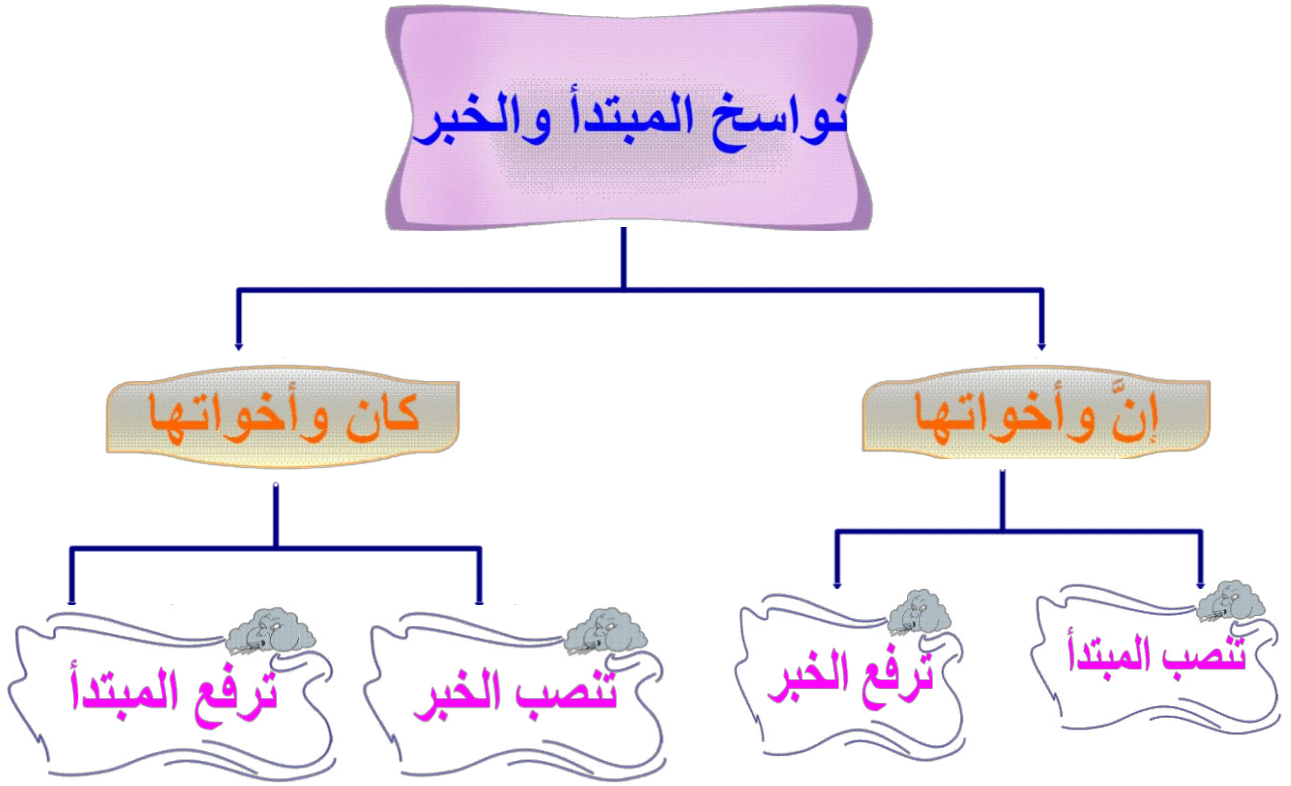 نواسخ المبتدأ والخبر
إنَّ وأخواتها
كان وأخواتها
تنصب المبتدأ
ترفع الخبر
تنصب الخبر
ترفع المبتدأ